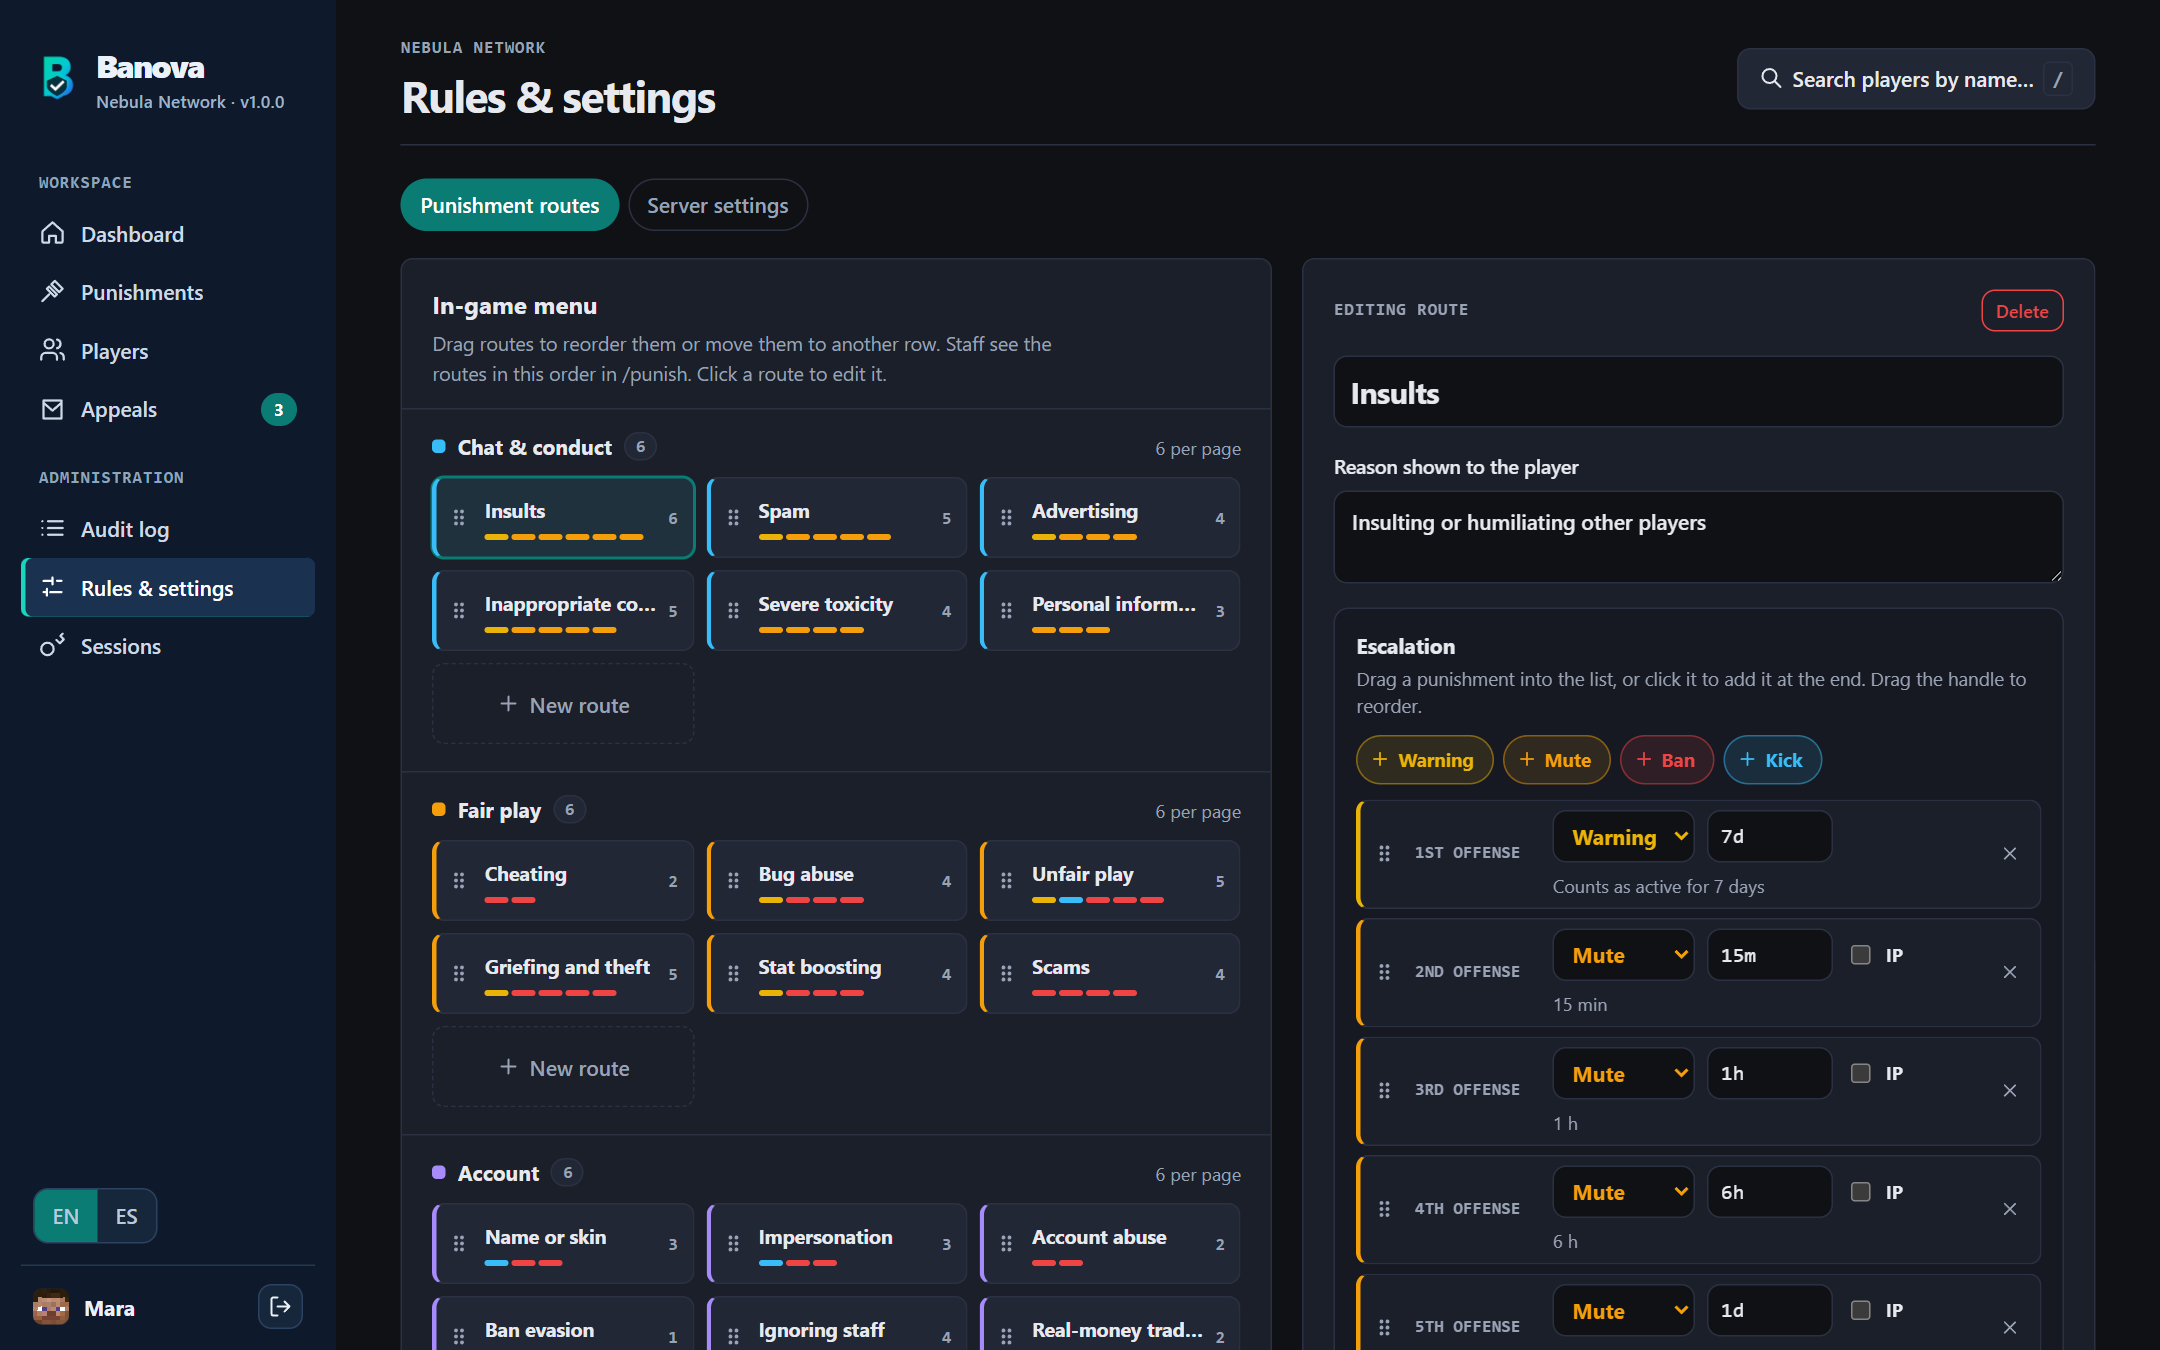 Banova
Nebula Network · v1.0.0
WORKSPACE
Dashboard
Punishments
Players
Appeals 3
ADMINISTRATION
Audit log
Rules & settings
Sessions
EN ES
Mara
NEBULA NETWORK
Rules & settings
Search players by name... /
Punishment routes Server settings
In-game menu
Drag routes to reorder them or move them to another row. Staff see the
routes in this order in /punish. Click a route to edit it.
Chat & conduct 6 6 per page
Insults 6 Spam 5 Advertising 4
Inappropriate co... 5 Severe toxicity 4 Personal inform... 3
+ New route
Fair play 6 6 per page
Cheating 2 Bug abuse 4 Unfair play 5
Griefing and theft 5 Stat boosting 4 Scams 4
+ New route
Account 6 6 per page
Name or skin 3 Impersonation 3 Account abuse 2
Ban evasion 1 Ignoring staff 4 Real-money trad... 2
EDITING ROUTE Delete
Insults
Reason shown to the player
Insulting or humiliating other players
Escalation
Drag a punishment into the list, or click it to add it at the end. Drag the handle to
reorder.
+ Warning + Mute + Ban + Kick
1ST OFFENSE Warning 7d
Counts as active for 7 days
2ND OFFENSE Mute 15m IP
15 min
3RD OFFENSE Mute 1h IP
1 h
4TH OFFENSE Mute 6h IP
6 h
5TH OFFENSE Mute 1d IP